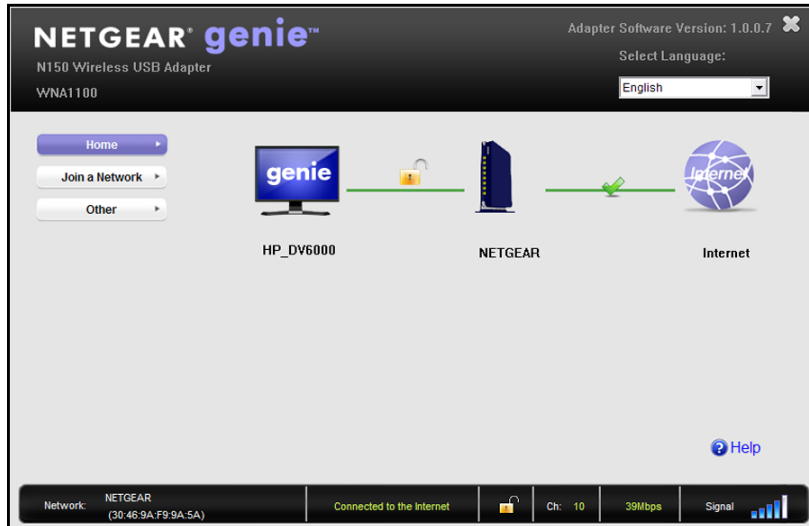 NETGEAR® genie™
Adapter Software Version: 1.0.0.7
N150 Wireless USB Adapter
Select Language:
WNA1100
English
Home
Join a Network
Other
genie
Internet
HP_DV6000
NETGEAR
Internet
Help
Network:
NETGEAR
(30:46:9A:F9:9A:5A)
Connected to the Internet
Ch: 10
39Mbps
Signal